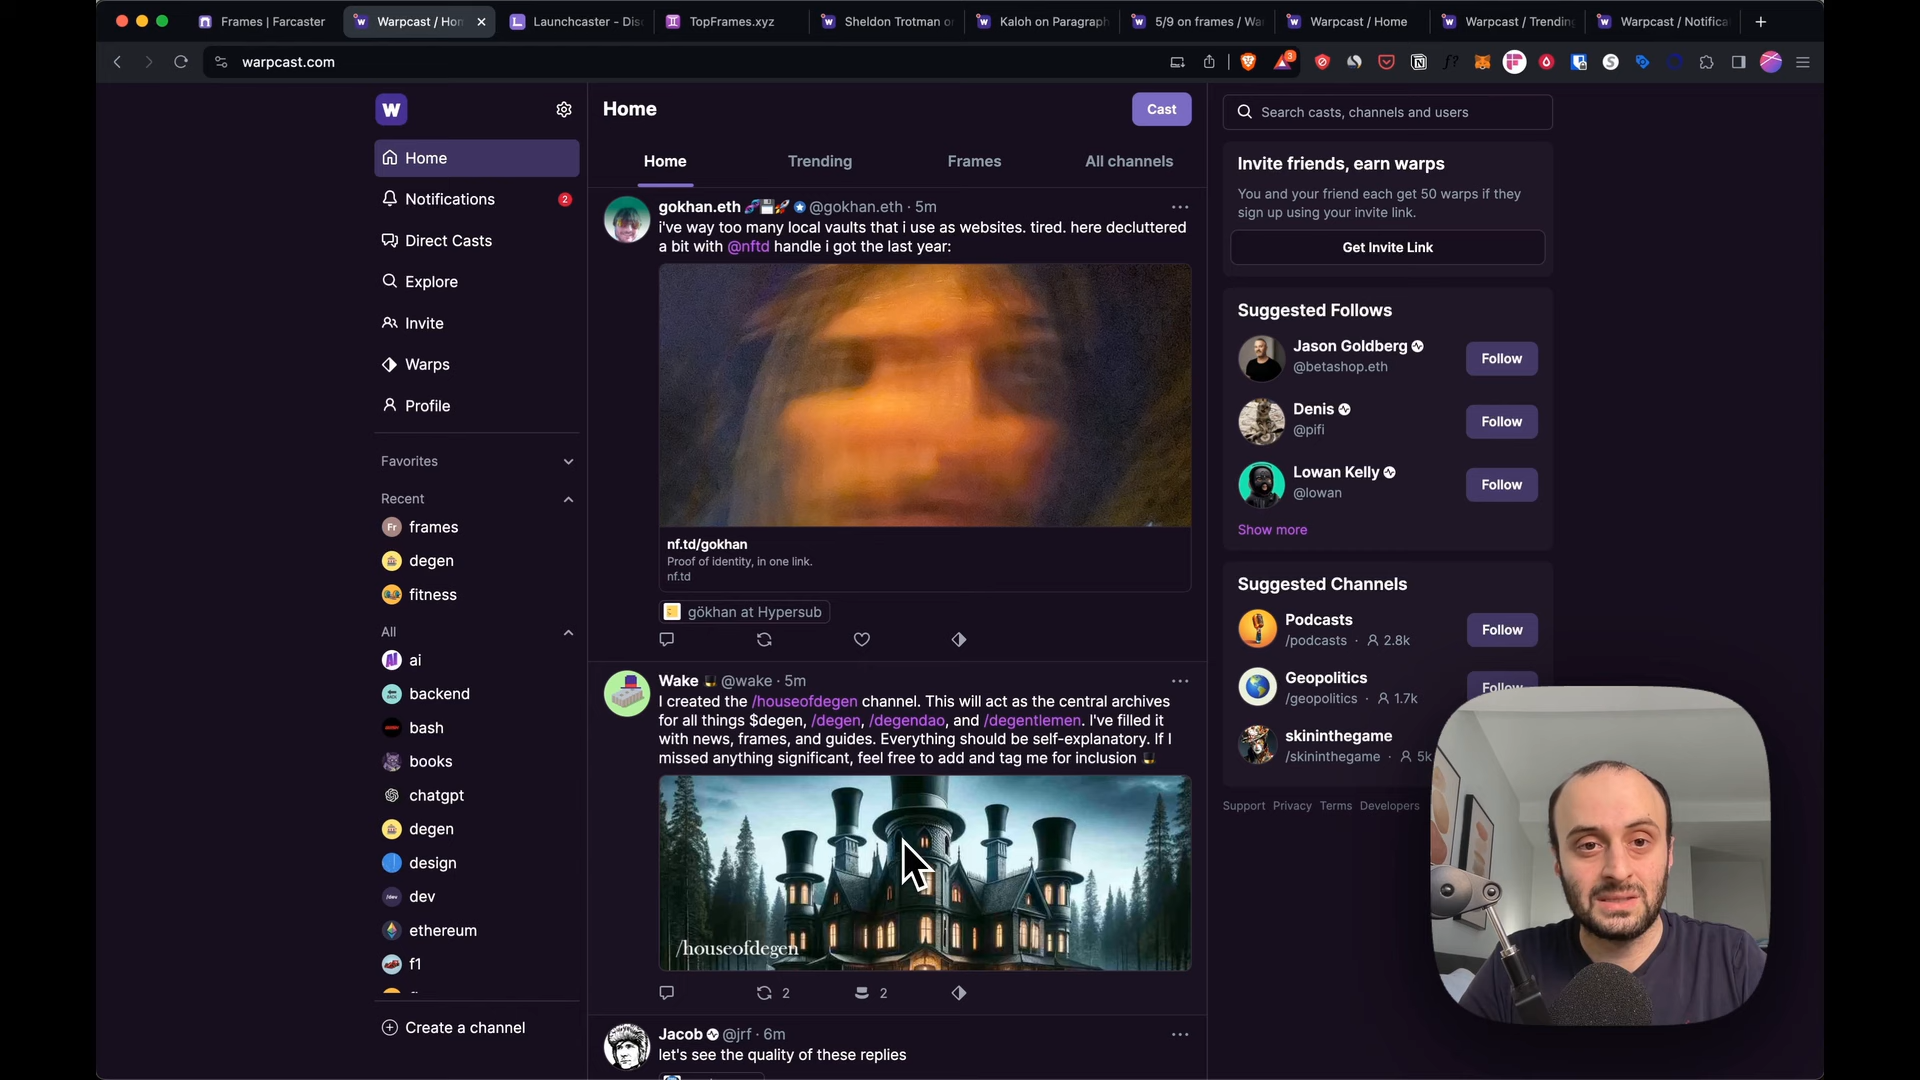 Frames | Farcaster
Warpcast / Hon
Launchcaster - Disc
TopFrames.xyz
Sheldon Trotman on
Kaloh on Paragraph
5/9 on frames / Wa
Warpcast / Home
Warpcast / Trending
Warpcast / Notifica
warpcast.com
3
W
Home
Notifications
2
Direct Casts
Explore
Invite
Warps
Profile
Favorites
Recent
Fr frames
degen
fitness
All
ai
backend
bash
books
chatgpt
degen
design
/dev dev
ethereum
f1
Create a channel
Home
Cast
Home
Trending
Frames
All channels
gokhan.eth @gokhan.eth · 5m
i've way too many local vaults that i use as websites. tired. here decluttered
a bit with @nftd handle i got the last year:
nf.td/gokhan
Proof of identity, in one link.
nf.td
gökhan at Hypersub
Wake @wake · 5m
I created the /houseofdegen channel. This will act as the central archives
for all things $degen, /degen, /degendao, and /degentlemen. I've filled it
with news, frames, and guides. Everything should be self-explanatory. If I
missed anything significant, feel free to add and tag me for inclusion
/houseofdegen
2
2
Jacob @jrf · 6m
let's see the quality of these replies
Search casts, channels and users
Invite friends, earn warps
You and your friend each get 50 warps if they
sign up using your invite link.
Get Invite Link
Suggested Follows
Jason Goldberg
@betashop.eth
Follow
Denis
@pifi
Follow
Lowan Kelly
@lowan
Follow
Show more
Suggested Channels
Podcasts
/podcasts · 2.8k
Follow
Geopolitics
/geopolitics · 1.7k
Follow
skininthegame
/skininthegame · 5k
Support Privacy Terms Developers